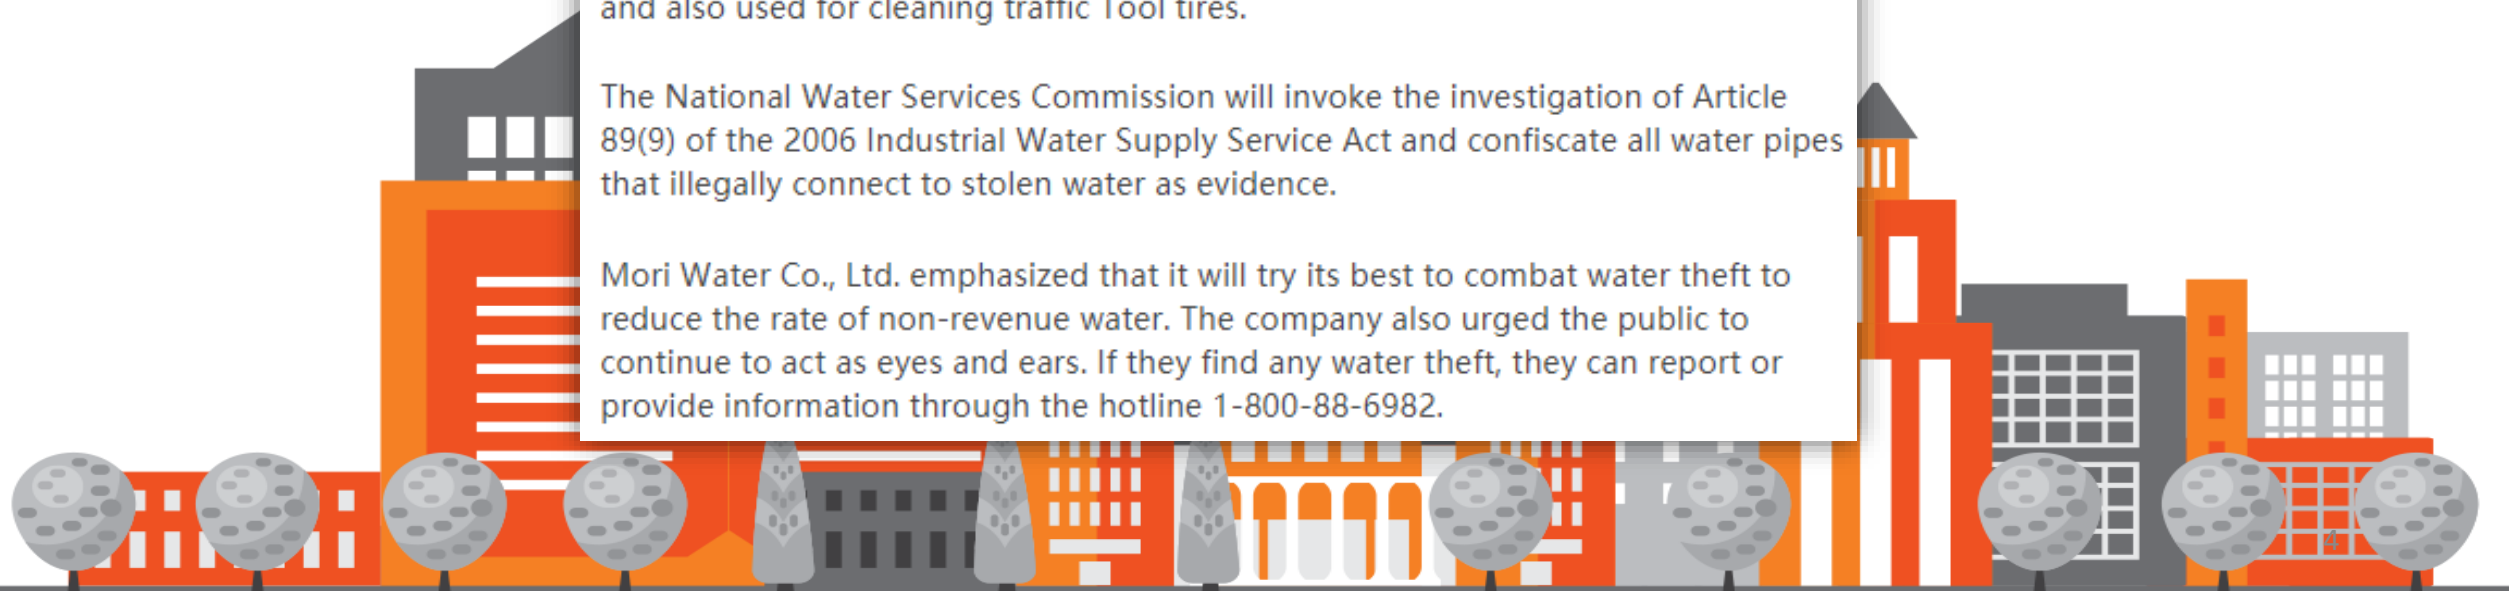 and also used for cleaning traffic Tool tires.
The National Water Services Commission will invoke the investigation of Article
89(9) of the 2006 Industrial Water Supply Service Act and confiscate all water pipes
that illegally connect to stolen water as evidence.
Mori Water Co., Ltd. emphasized that it will try its best to combat water theft to
reduce the rate of non-revenue water. The company also urged the public to
continue to act as eyes and ears. If they find any water theft, they can report or
provide information through the hotline 1-800-88-6982.
4